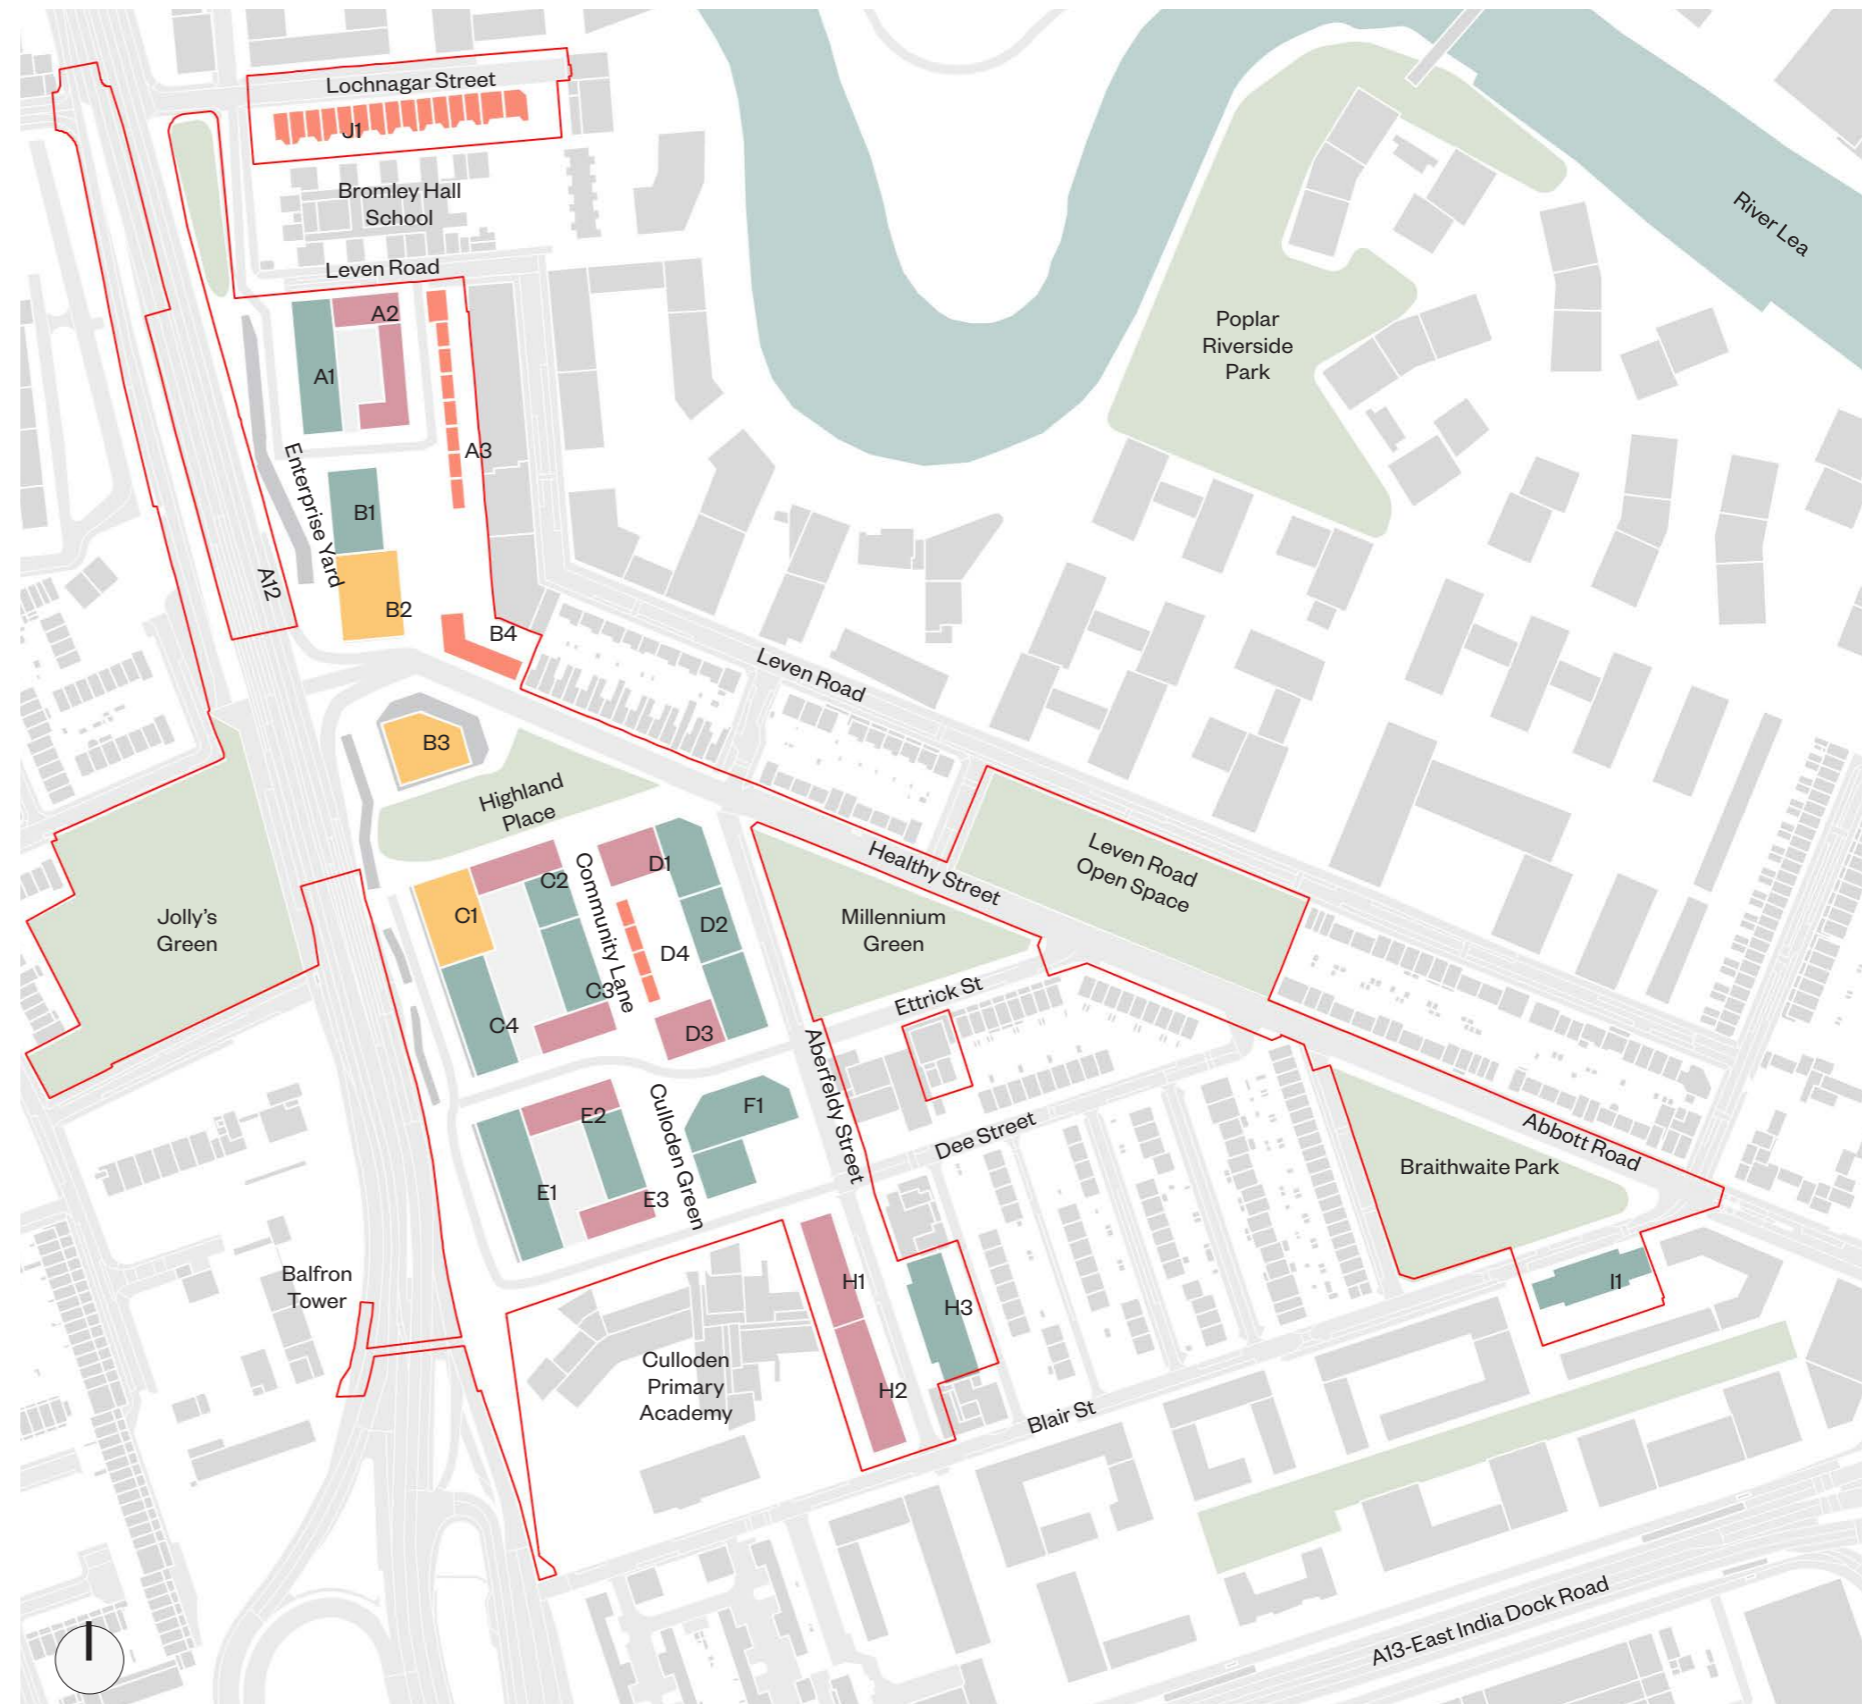 Lochnagar Street
J1
Bromley Hall
School
Leven Road
A2
A1
A3
Enterprise Yard
B1
A12
B2
B4
B3
Highland
Place
Leven Road
River Lea
Poplar
Riverside
Park
Healthy Street
Leven Road
Open Space
Jolly's
Green
C1
C2
Community Lane
C3
C4
D1
D2
D4
D3
Millennium
Green
Ettrick St
Aberfeldy Street
Dee Street
E2
E1
E3
Culloden Green
F1
Abbott Road
Braithwaite Park
I1
Balfron
Tower
Culloden
Primary
Academy
H1
H3
H2
Blair St
A13-East India Dock Road